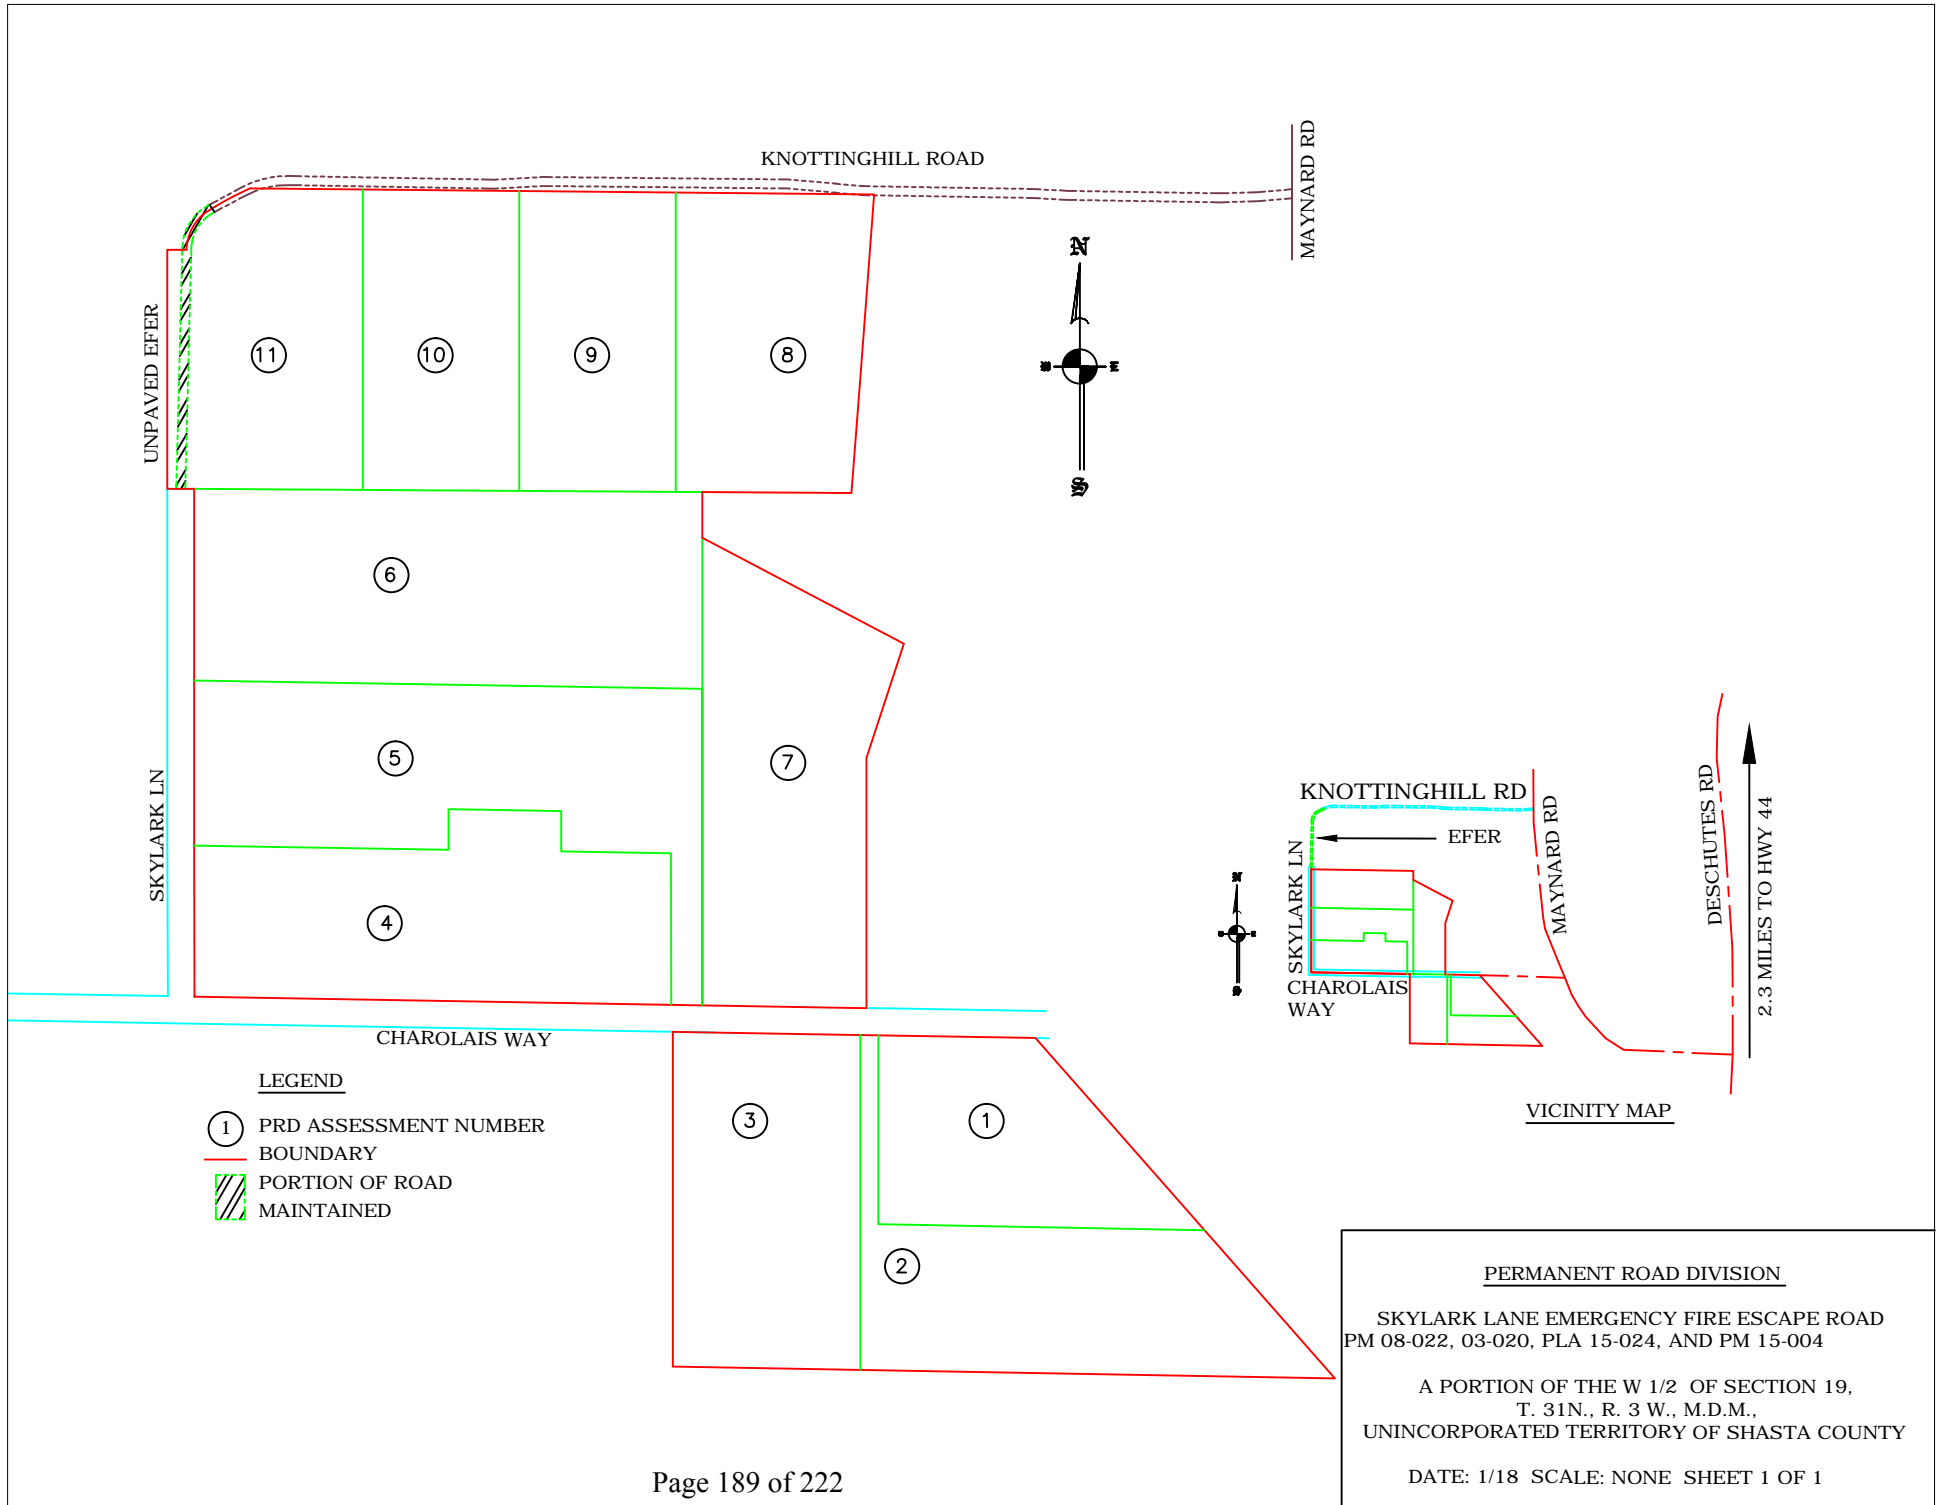 KNOTTINGHILL ROAD
MAYNARD RD
N
S
UNPAVED EFER
11
10
9
8
6
5
7
4
SKYLARK LN
CHAROLAIS WAY
3
1
2
LEGEND
1 PRD ASSESSMENT NUMBER
BOUNDARY
PORTION OF ROAD
MAINTAINED
KNOTTINGHILL RD
EFER
SKYLARK LN
MAYNARD RD
DESCHUTES RD
2.3 MILES TO HWY 44
N
CHAROLAIS
WAY
VICINITY MAP
PERMANENT ROAD DIVISION
SKYLARK LANE EMERGENCY FIRE ESCAPE ROAD
PM 08-022, 03-020, PLA 15-024, AND PM 15-004
A PORTION OF THE W 1/2 OF SECTION 19,
T. 31N., R. 3 W., M.D.M.,
UNINCORPORATED TERRITORY OF SHASTA COUNTY
DATE: 1/18 SCALE: NONE SHEET 1 OF 1
Page 189 of 222